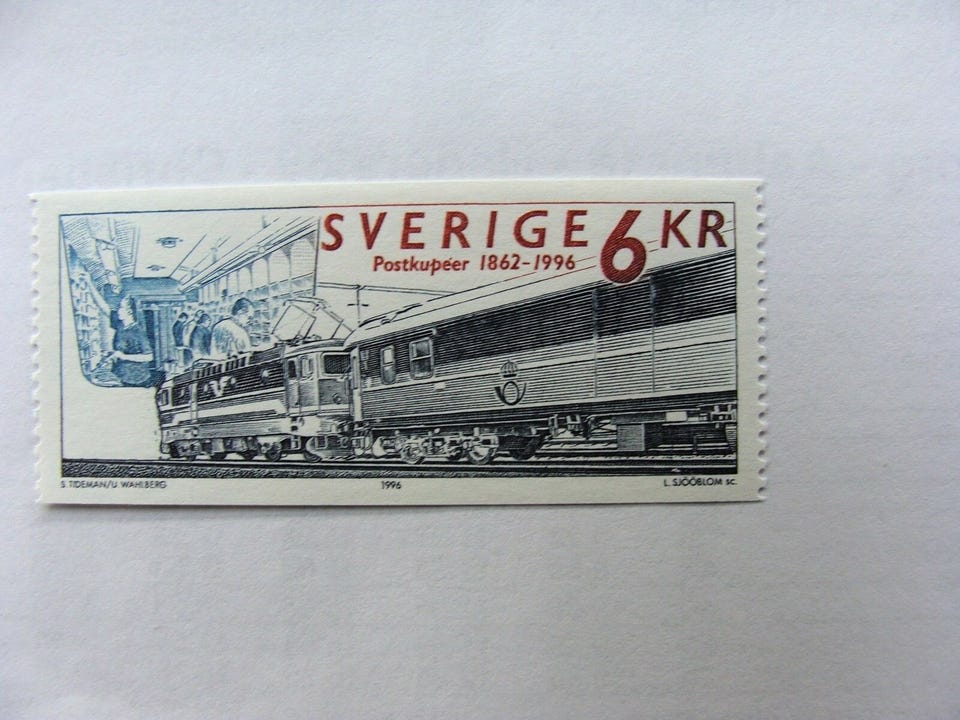 SVERIGE 6 KR
Postkupéer 1862-1996
S. TIDEMAN/U. WAHLBERG
1996
L. SJÖÖBLOM sc.